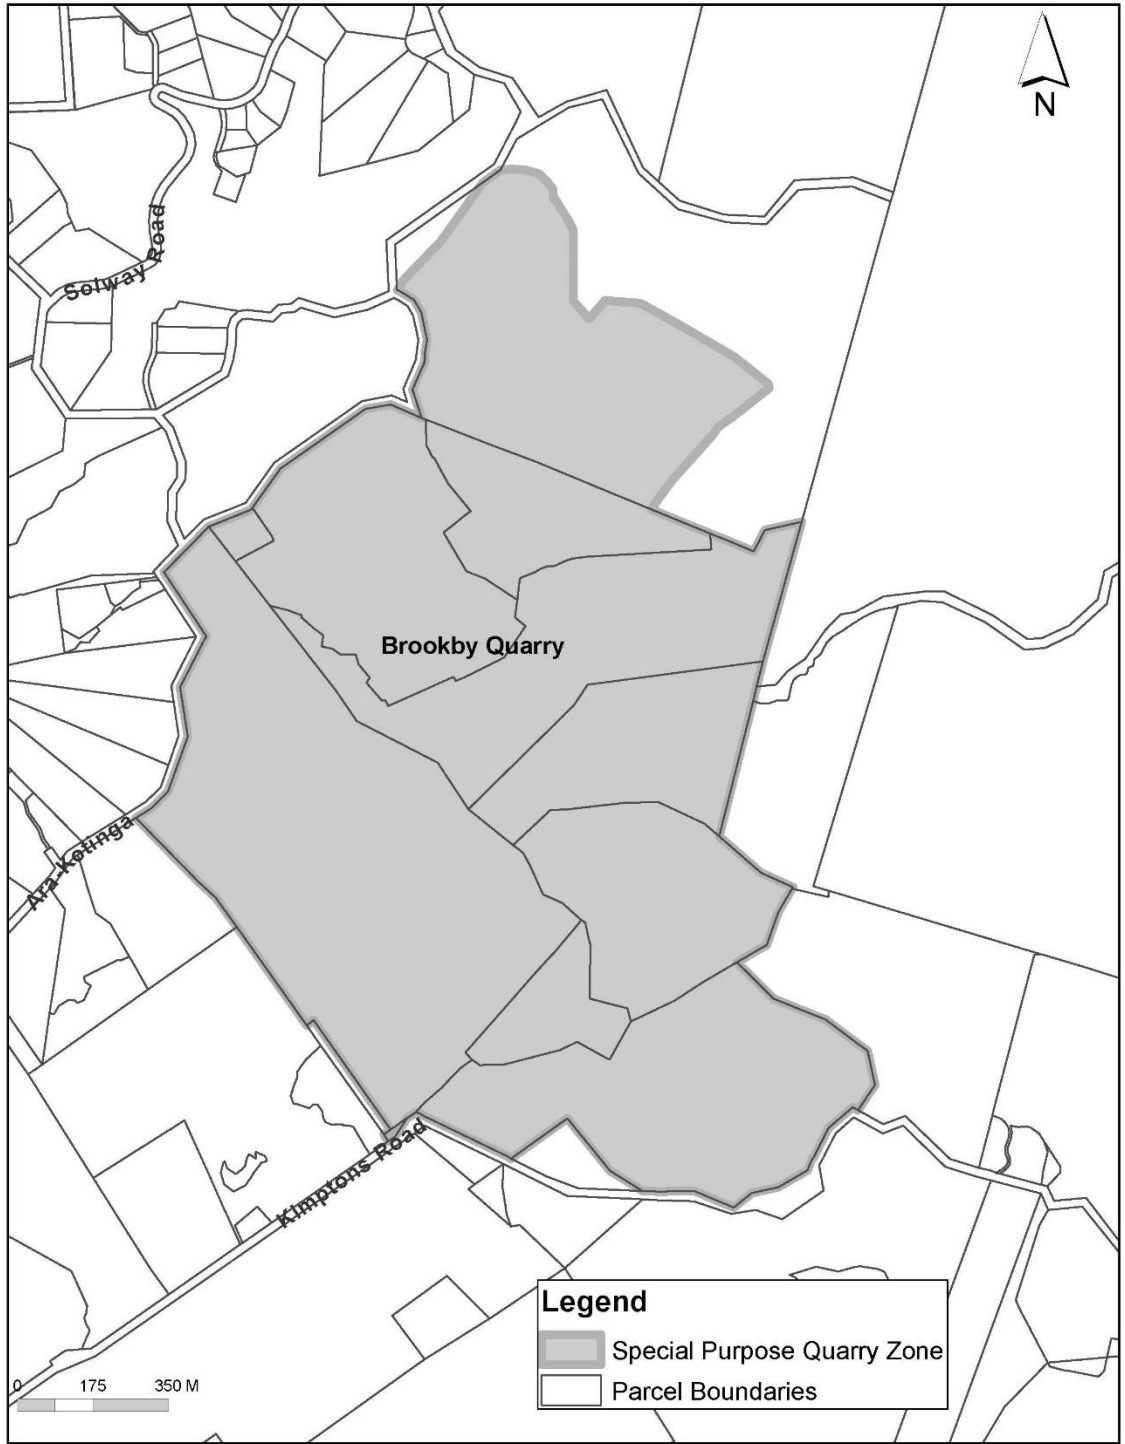 N
Solway Road
Brookby Quarry
Ara-Kotinga
Kimptons Road
Legend
Special Purpose Quarry Zone
Parcel Boundaries
0 175 350 M